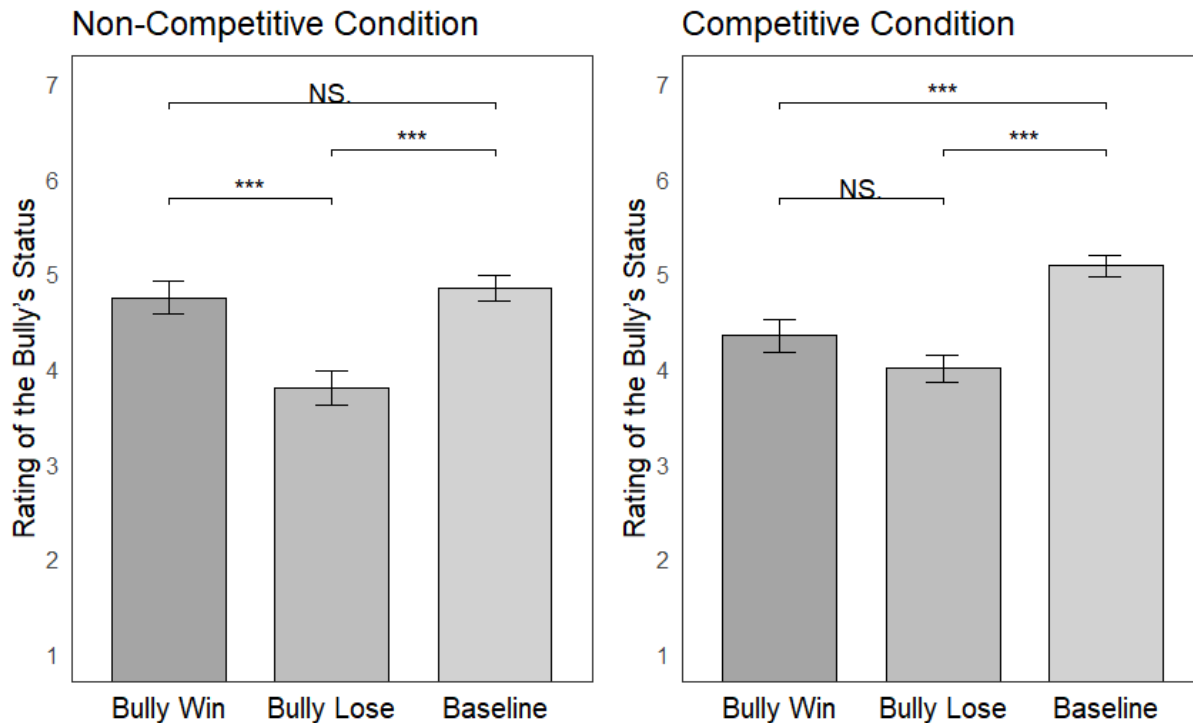 Non-Competitive Condition
Rating of the Bully’s Status
7
6
5
4
3
2
1
NS.
***
***
Bully Win
Bully Lose
Baseline
Competitive Condition
Rating of the Bully’s Status
7
6
5
4
3
2
1
***
***
NS.
Bully Win
Bully Lose
Baseline